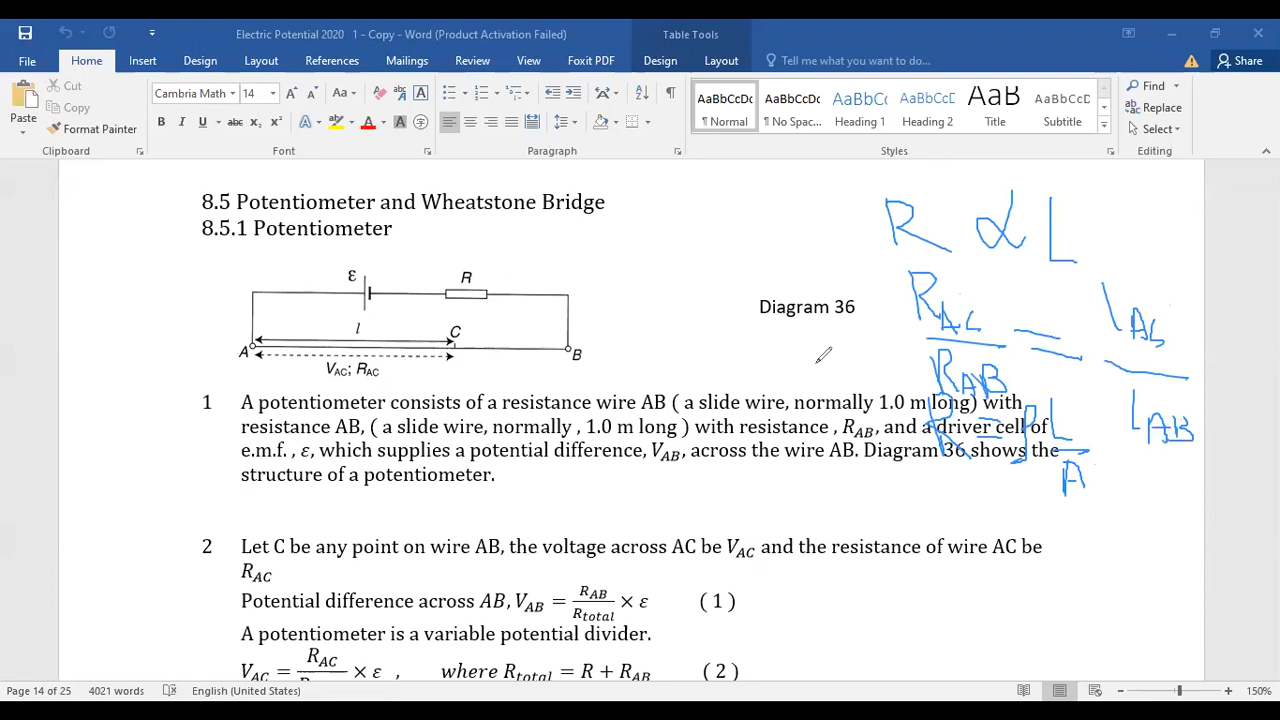 Electric Potential 2020 1 - Copy - Word (Product Activation Failed)
Table Tools
File Home Insert Design Layout References Mailings Review View Foxit PDF Design Layout Tell me what you want to do... Share
Paste
Cut
Copy
Format Painter
Cambria Math 14
AaBbCcDc AaBbCcDc AaBbCc AaBbCcD AaB AaBbCcD
¶ Normal ¶ No Spac... Heading 1 Heading 2 Title Subtitle
Find
Replace
Select
Clipboard Font Paragraph Styles Editing
8.5 Potentiometer and Wheatstone Bridge
8.5.1 Potentiometer
ε R
l C
A B
V_AC; R_AC
Diagram 36
R ∝ L
R_AC / R_AB = l_AC / l_AB
R = ρ L / A
1 A potentiometer consists of a resistance wire AB ( a slide wire, normally 1.0 m long) with
resistance AB, ( a slide wire, normally , 1.0 m long ) with resistance , R_AB, and a driver cell of
e.m.f. , ε, which supplies a potential difference, V_AB, across the wire AB. Diagram 36 shows the
structure of a potentiometer.
2 Let C be any point on wire AB, the voltage across AC be V_AC and the resistance of wire AC be
R_AC
Potential difference across AB, V_AB = R_AB / R_total × ε ( 1 )
A potentiometer is a variable potential divider.
V_AC = R_AC × ε , where R_total = R + R_AB ( 2 )
Page 14 of 25 4021 words English (United States) 150%